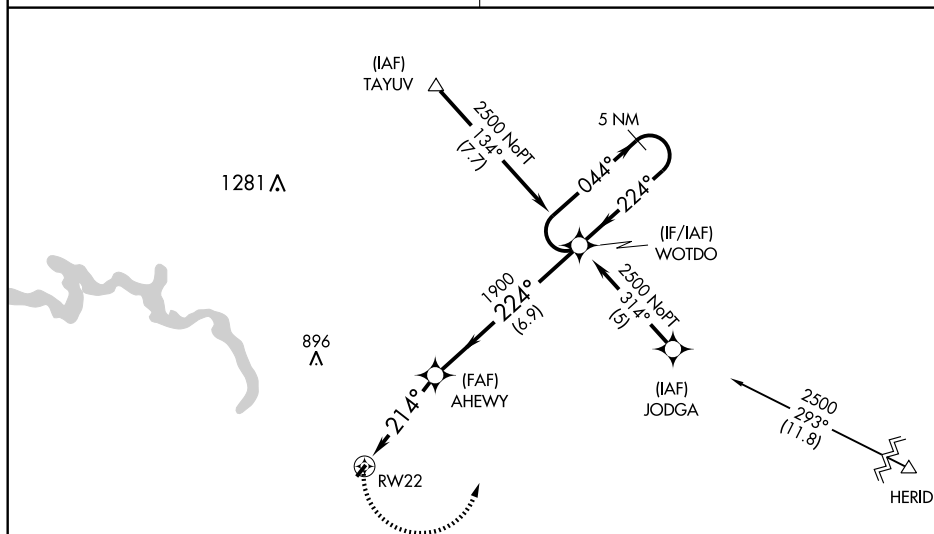 (IAF)
TAYUV
2500 NoPT
134°
(7.7)
5 NM
044°
224°
1281
(IF/IAF)
WOTDO
2500 NoPT
314°
(5)
1900
224°
(6.9)
896
(FAF)
AHEWY
(IAF)
JODGA
214°
2500
293°
(11.8)
RW22
HERID